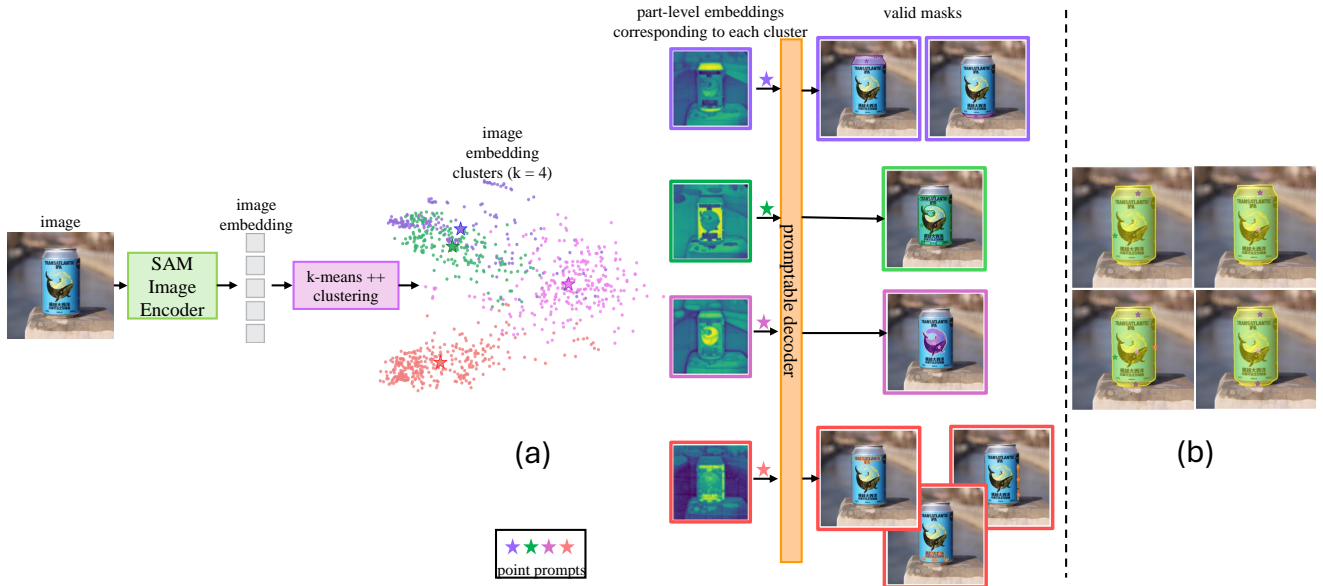 part-level embeddings
corresponding to each cluster
valid masks
image
embedding
clusters (k = 4)
image
image
embedding
SAM
Image
Encoder
k-means ++
clustering
promptable decoder
TRANSATLANTIC
IPA
(a)
(b)
point prompts